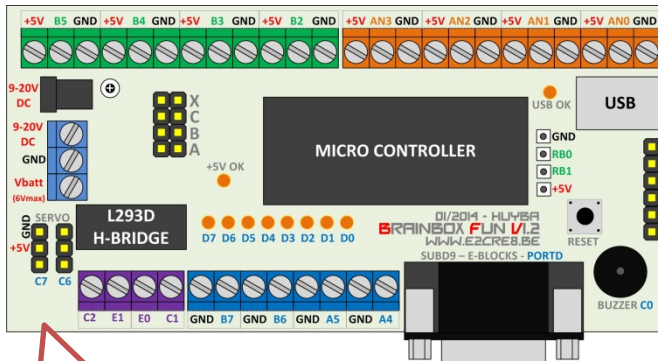 +5V B5 GND +5V B4 GND +5V B3 GND +5V B2 GND +5V AN3 GND +5V AN2 GND +5V AN1 GND +5V AN0 GND
9-20V
DC
9-20V
DC
GND
Vbatt
(6Vmax)
X
C
B
A
+5V OK
MICRO CONTROLLER
USB OK
USB
GND
RB0
RB1
+5V
SERVO
GND
+5V
C7 C6
L293D
H-BRIDGE
D7 D6 D5 D4 D3 D2 D1 D0
01/2014 - HUYBA
BRAINBOX FUN V1.2
WWW.E2CRE8.BE
SUBD9 – E-BLOCKS - PORTD
RESET
BUZZER C0
C2 E1 E0 C1
GND B7 GND B6 GND A5 GND A4